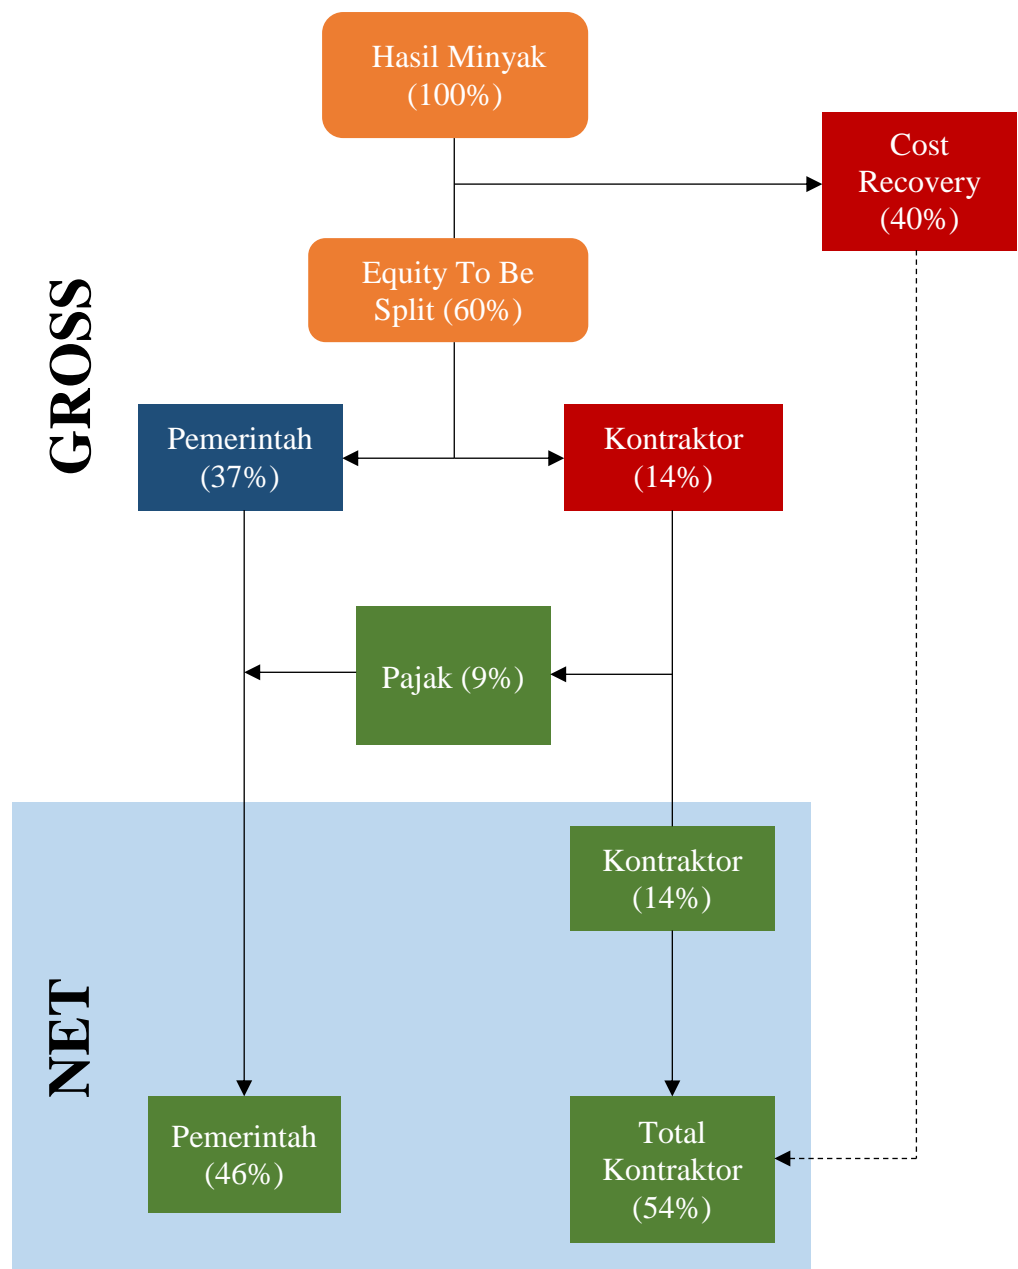 Hasil Minyak
(100%)
Cost
Recovery
(40%)
Equity To Be
Split (60%)
GROSS
Pemerintah
(37%)
Kontraktor
(14%)
Pajak (9%)
Kontraktor
(14%)
NET
Pemerintah
(46%)
Total
Kontraktor
(54%)